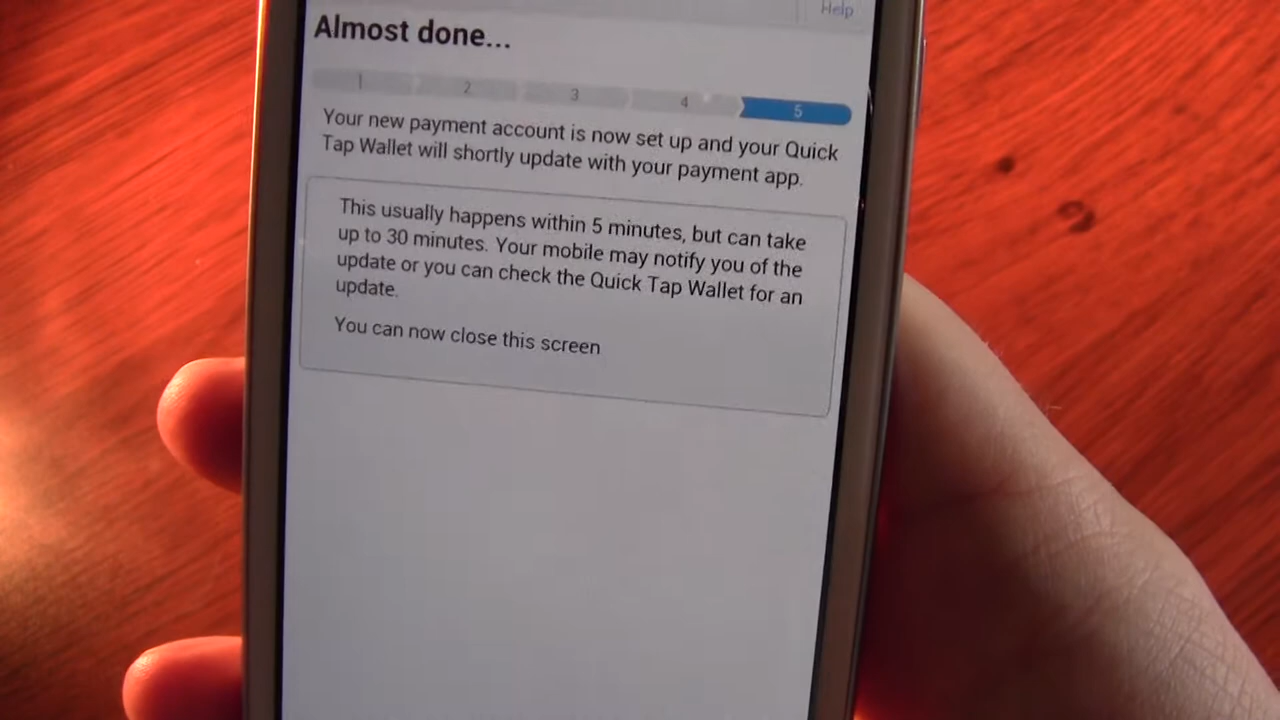 Help
Almost done...
1 2 3 4 5
Your new payment account is now set up and your Quick
Tap Wallet will shortly update with your payment app.
This usually happens within 5 minutes, but can take
up to 30 minutes. Your mobile may notify you of the
update or you can check the Quick Tap Wallet for an
update.
You can now close this screen